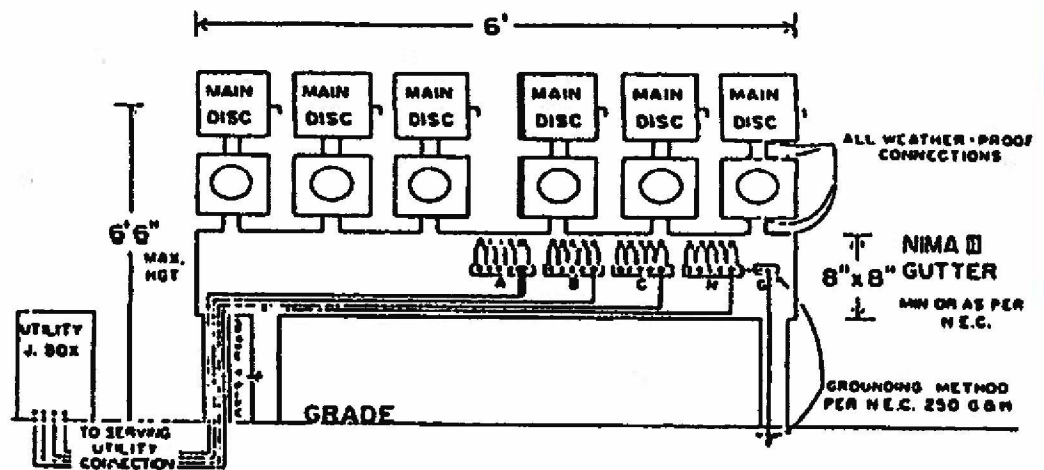 6'
MAIN
DISC
MAIN
DISC
MAIN
DISC
MAIN
DISC
MAIN
DISC
MAIN
DISC
ALL WEATHER-PROOF
CONNECTIONS
6'6"
MAX.
HGT
A
B
C
N
G
8"x8"
NIMA III
GUTTER
MIN OR AS PER
N.E.C.
UTILITY
J. BOX
GRADE
GROUNDING METHOD
PER N.E.C. 250 G&H
TO SERVING
UTILITY
CONNECTION